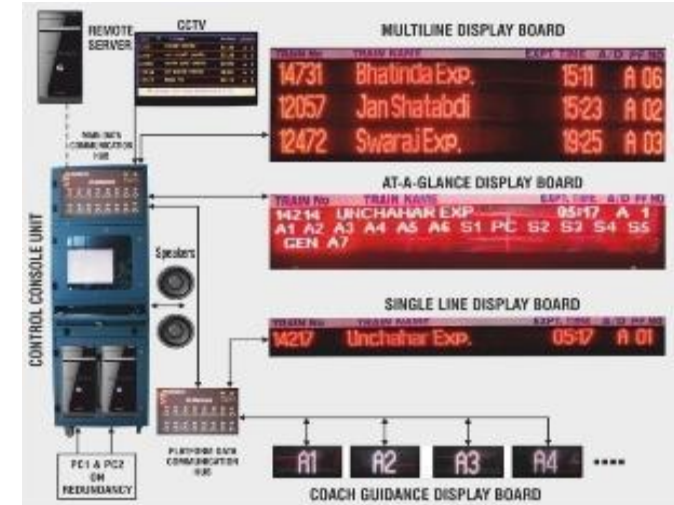 REMOTE
SERVER
CCTV
MULTILINE DISPLAY BOARD
TRAIN No TRAIN NAME EXPT. TIME A/D PF NO
14731 Bhatinda Exp. 15:11 A 06
12057 Jan Shatabdi 15:23 A 02
12472 Swaraj Exp. 19:25 A 03
MAIN DATA
COMMUNICATION
HUB
AT-A-GLANCE DISPLAY BOARD
TRAIN No TRAIN NAME EXPT. TIME A/D PF NO
14214 UNCHAHAR EXP 05:17 A 1
A1 A2 A3 A4 A5 A6 S1 PC S2 S3 S4 S5
GEN A7
CONTROL CONSOLE UNIT
Speakers
SINGLE LINE DISPLAY BOARD
TRAIN No TRAIN NAME EXPT. TIME A/D PF NO
14217 Unchahar Exp. 05:17 A 01
PLATFORM DATA
COMMUNICATION
HUB
PC1 & PC2
ON
REDUNDANCY
A1 A2 A3 A4 ....
COACH GUIDANCE DISPLAY BOARD